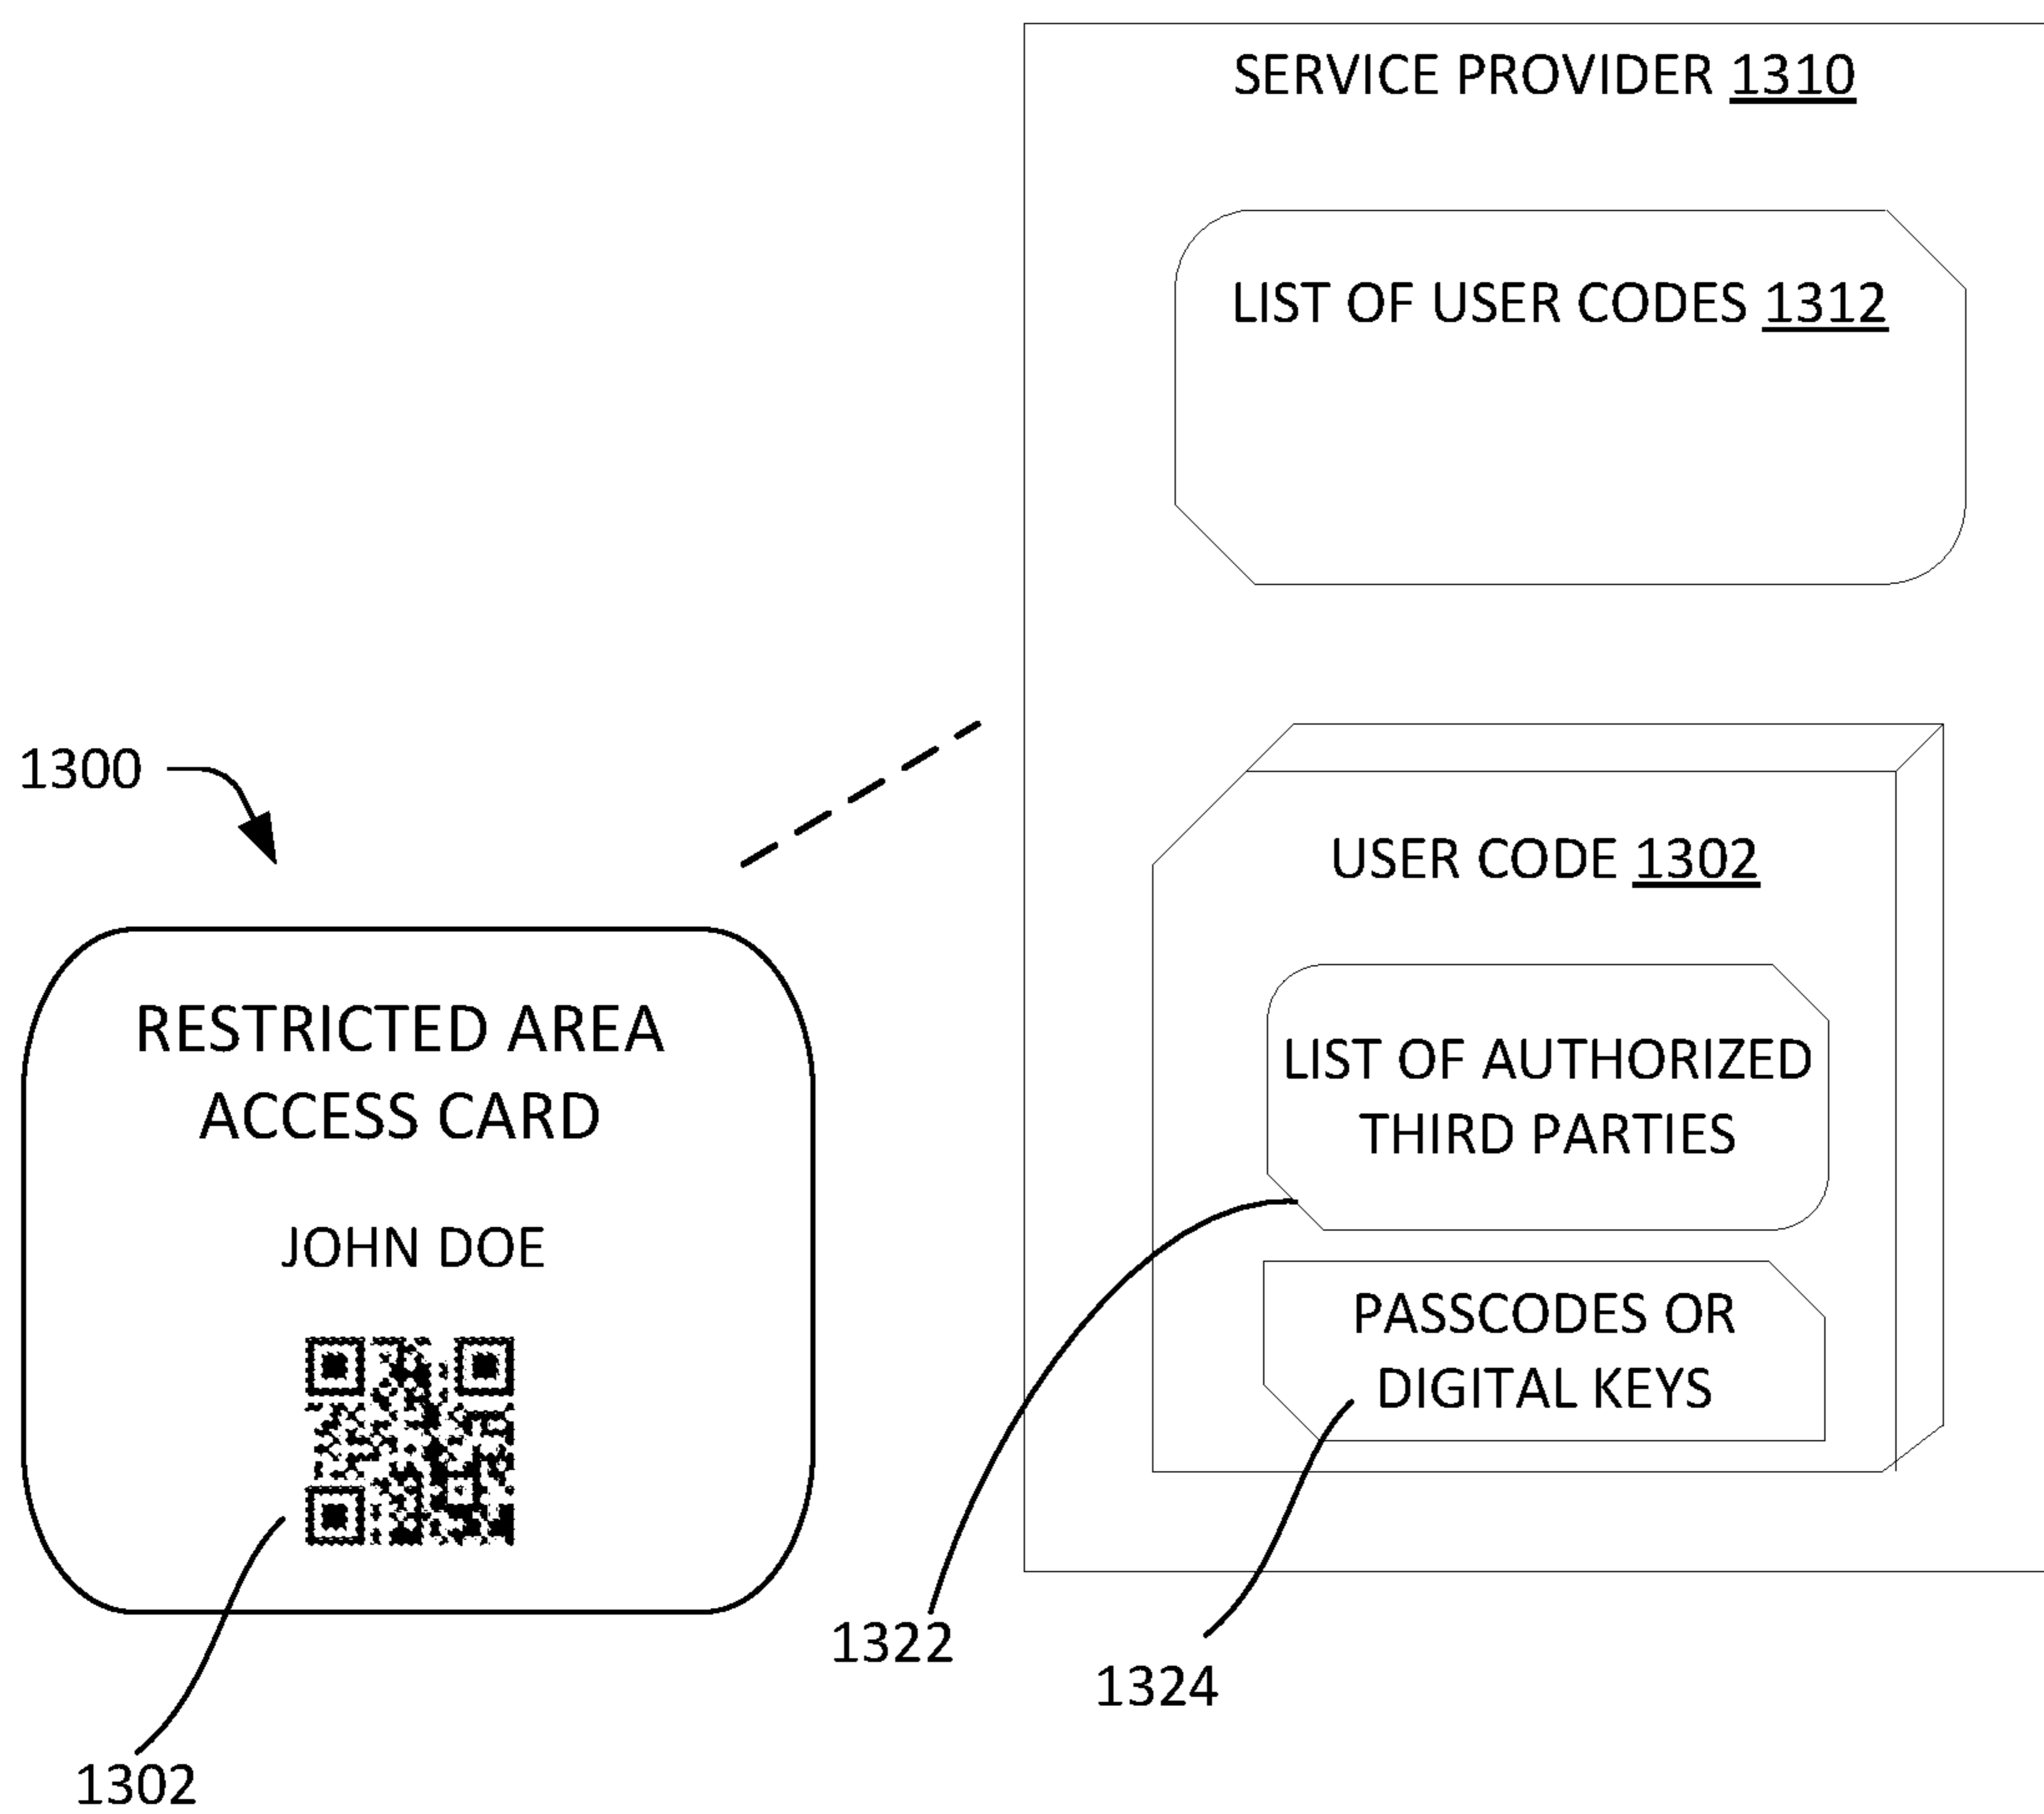 SERVICE PROVIDER 1310
LIST OF USER CODES 1312
1300
USER CODE 1302
RESTRICTED AREA
ACCESS CARD
JOHN DOE
LIST OF AUTHORIZED
THIRD PARTIES
PASSCODES OR
DIGITAL KEYS
1322
1324
1302